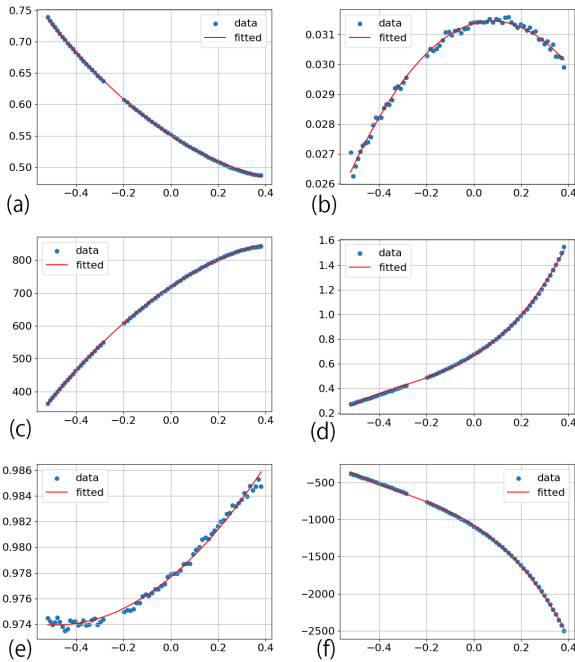 0.75
0.70
0.65
0.60
0.55
0.50
data
fitted
−0.4 −0.2 0.0 0.2 0.4
(a)
0.031
0.030
0.029
0.028
0.027
0.026
data
fitted
−0.4 −0.2 0.0 0.2 0.4
(b)
800
700
600
500
400
data
fitted
−0.4 −0.2 0.0 0.2 0.4
(c)
1.6
1.4
1.2
1.0
0.8
0.6
0.4
0.2
data
fitted
−0.4 −0.2 0.0 0.2 0.4
(d)
0.986
0.984
0.982
0.980
0.978
0.976
0.974
data
fitted
−0.4 −0.2 0.0 0.2 0.4
(e)
−500
−1000
−1500
−2000
−2500
data
fitted
−0.4 −0.2 0.0 0.2 0.4
(f)